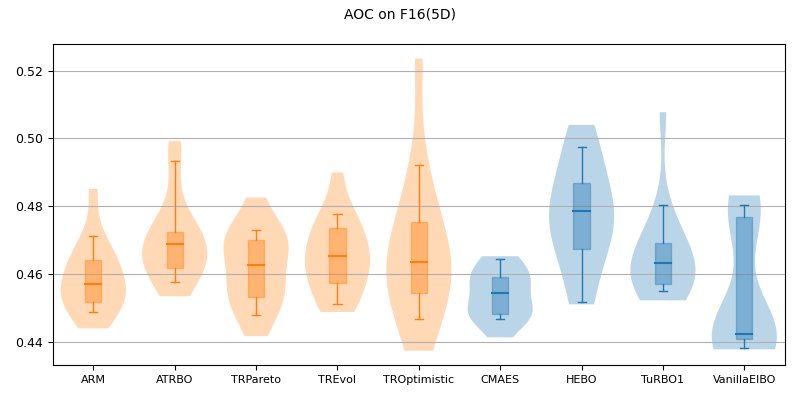 AOC on F16(5D)
0.52
0.50
0.48
0.46
0.44
ARM ATRBO TRPareto TREvol TROptimistic CMAES HEBO TuRBO1 VanillaEIBO